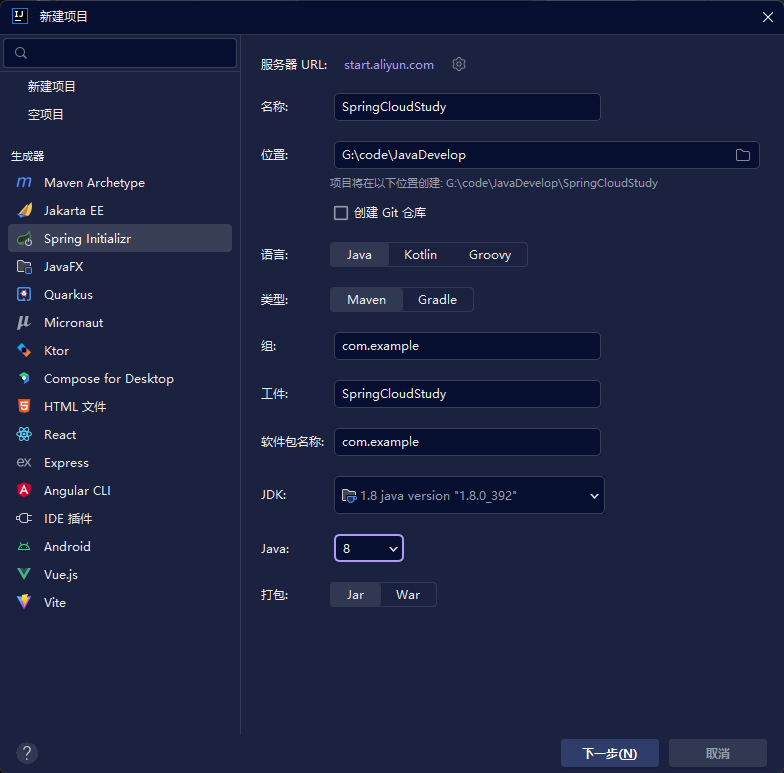 新建项目
新建项目
空项目
生成器
Maven Archetype
Jakarta EE
Spring Initializr
JavaFX
Quarkus
Micronaut
Ktor
Compose for Desktop
HTML 文件
React
Express
Angular CLI
IDE 插件
Android
Vue.js
Vite
服务器 URL: start.aliyun.com
名称: SpringCloudStudy
位置: G:\code\JavaDevelop
项目将在以下位置创建: G:\code\JavaDevelop\SpringCloudStudy
创建 Git 仓库
语言: Java Kotlin Groovy
类型: Maven Gradle
组: com.example
工件: SpringCloudStudy
软件包名称: com.example
JDK: 1.8 java version "1.8.0_392"
Java: 8
打包: Jar War
? 下一步(N) 取消